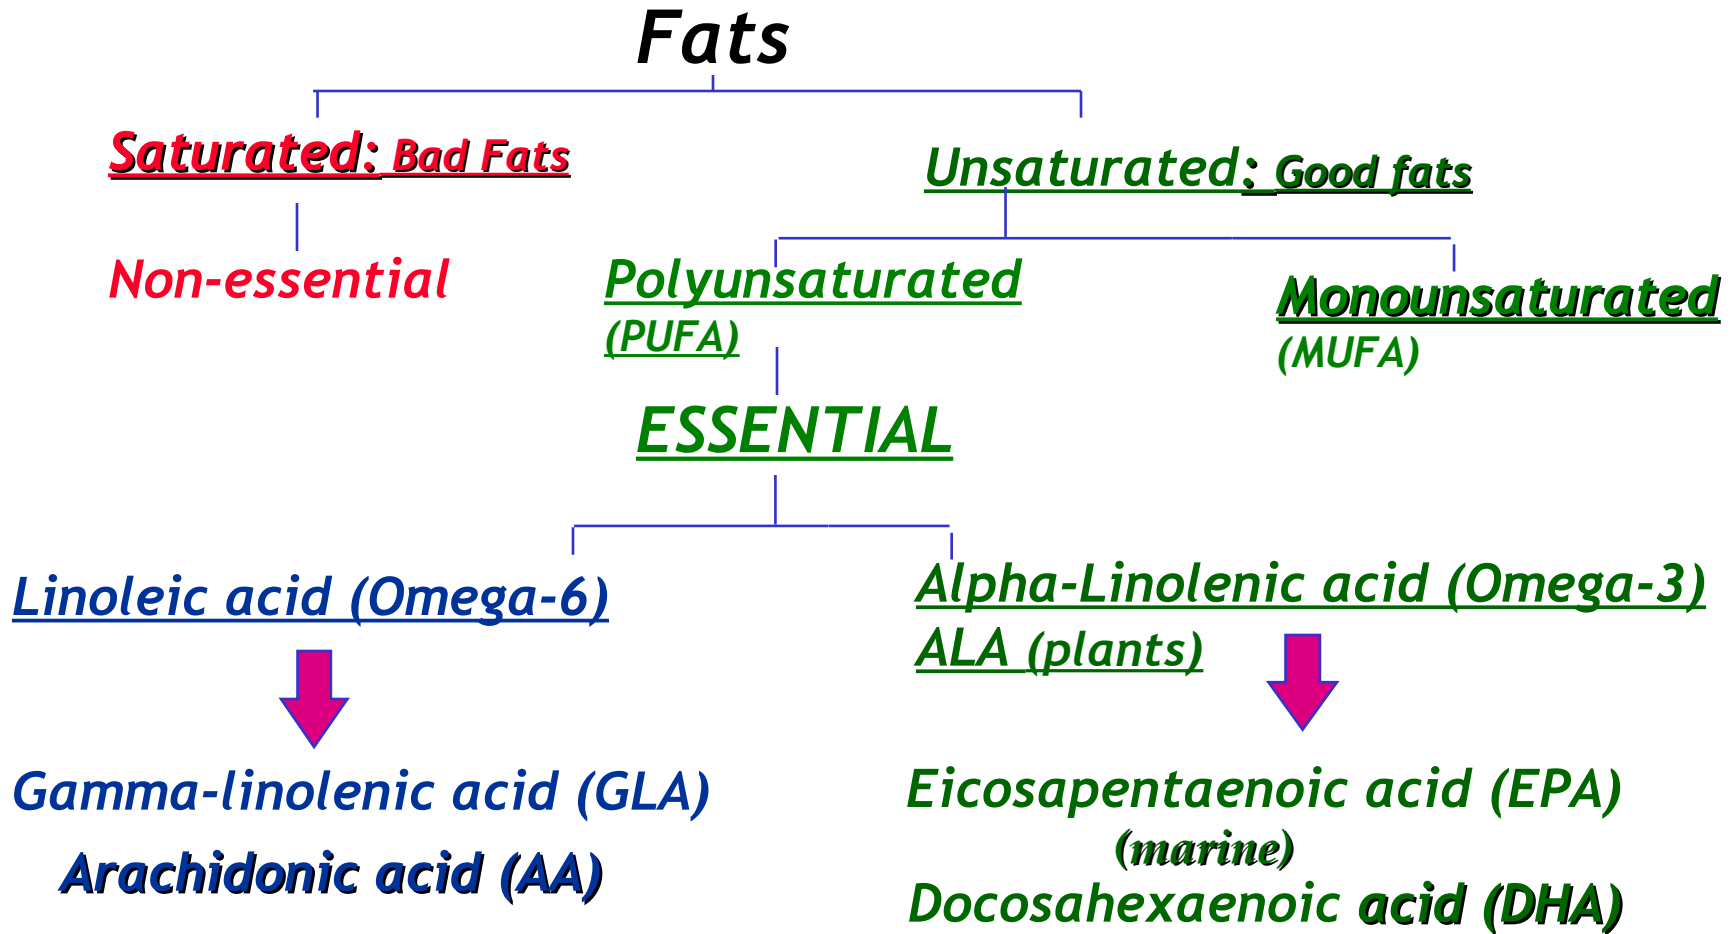 Fats
Saturated: Bad Fats
Unsaturated: Good fats
Non-essential
Polyunsaturated
(PUFA)
Monounsaturated
(MUFA)
ESSENTIAL
Linoleic acid (Omega-6)
Alpha-Linolenic acid (Omega-3)
ALA (plants)
Gamma-linolenic acid (GLA)
Arachidonic acid (AA)
Eicosapentaenoic acid (EPA)
(marine)
Docosahexaenoic acid (DHA)